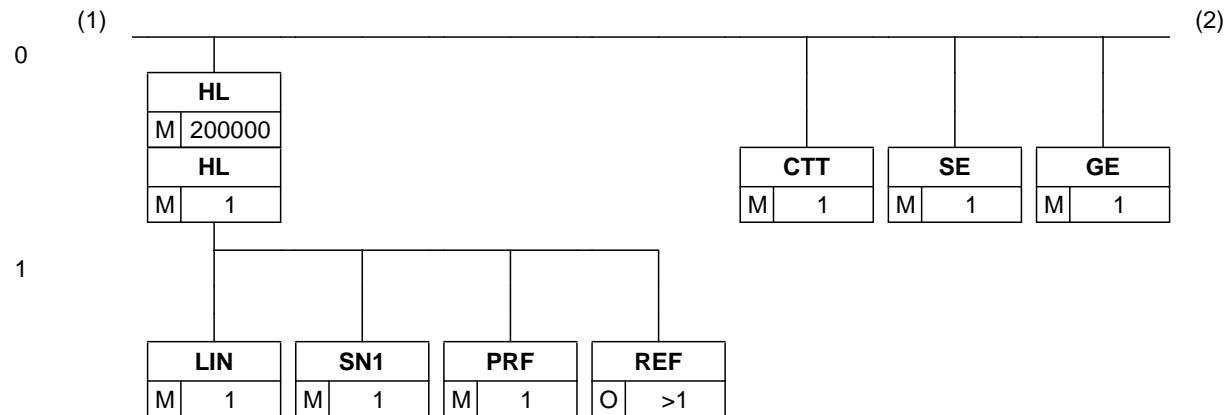 (1) (2)
0
HL
M 200000
HL CTT SE GE
M 1 M 1 M 1 M 1
1
LIN SN1 PRF REF
M 1 M 1 M 1 O >1